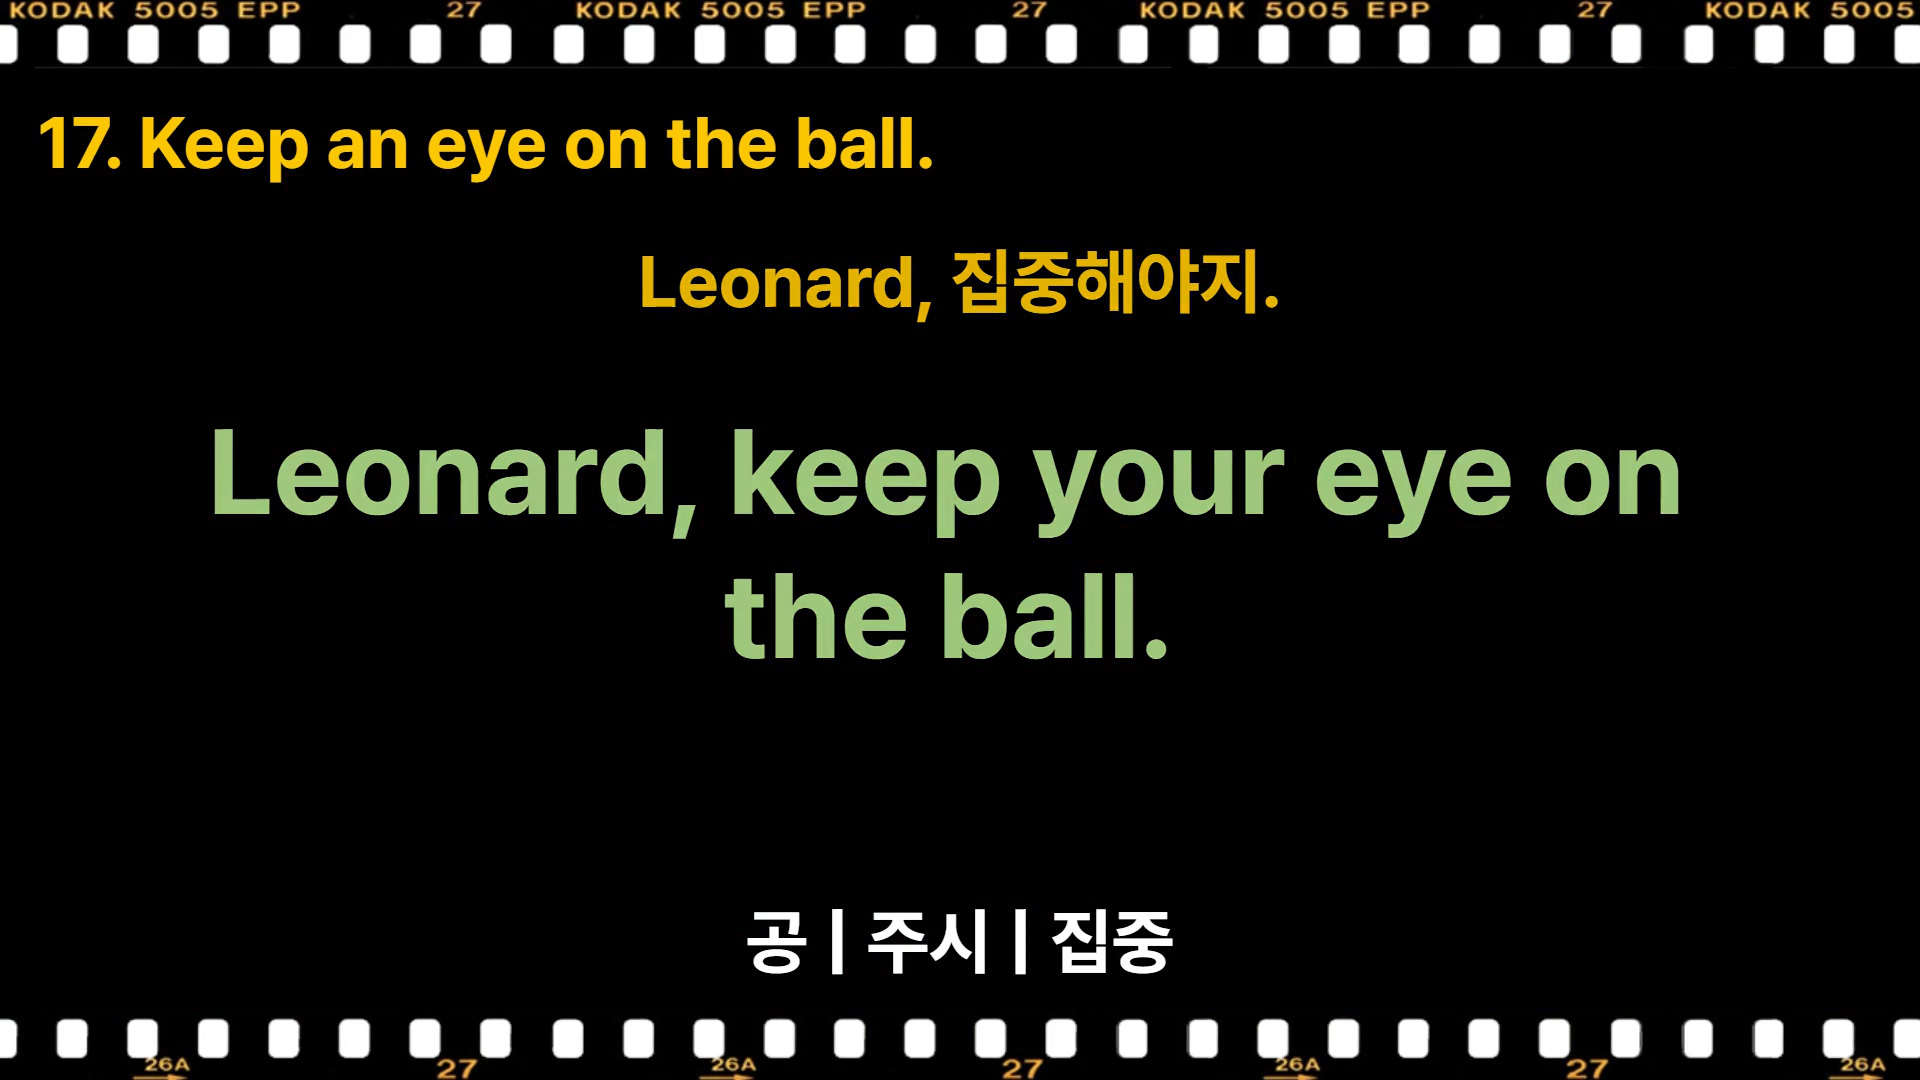 KODAK 5005 EPP 27 KODAK 5005 EPP 27 KODAK 5005 EPP 27 KODAK 5005
17. Keep an eye on the ball.
Leonard, 집중해야지.
Leonard, keep your eye on
the ball.
공 | 주시 | 집중
26A 27 26A 27 26A 27 26A